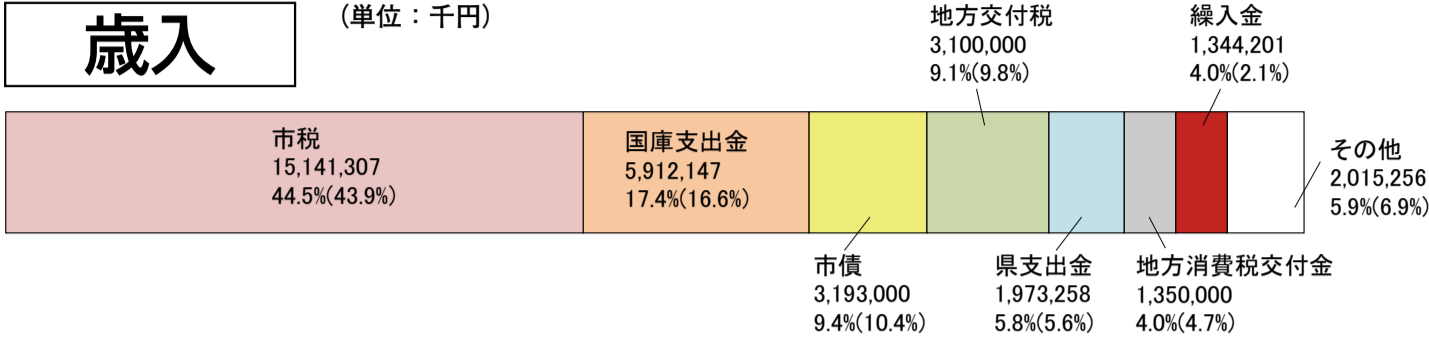 歳入
(単位：千円)
地方交付税
3,100,000
9.1%(9.8%)
繰入金
1,344,201
4.0%(2.1%)
市税
15,141,307
44.5%(43.9%)
国庫支出金
5,912,147
17.4%(16.6%)
その他
2,015,256
5.9%(6.9%)
市債
3,193,000
9.4%(10.4%)
県支出金
1,973,258
5.8%(5.6%)
地方消費税交付金
1,350,000
4.0%(4.7%)